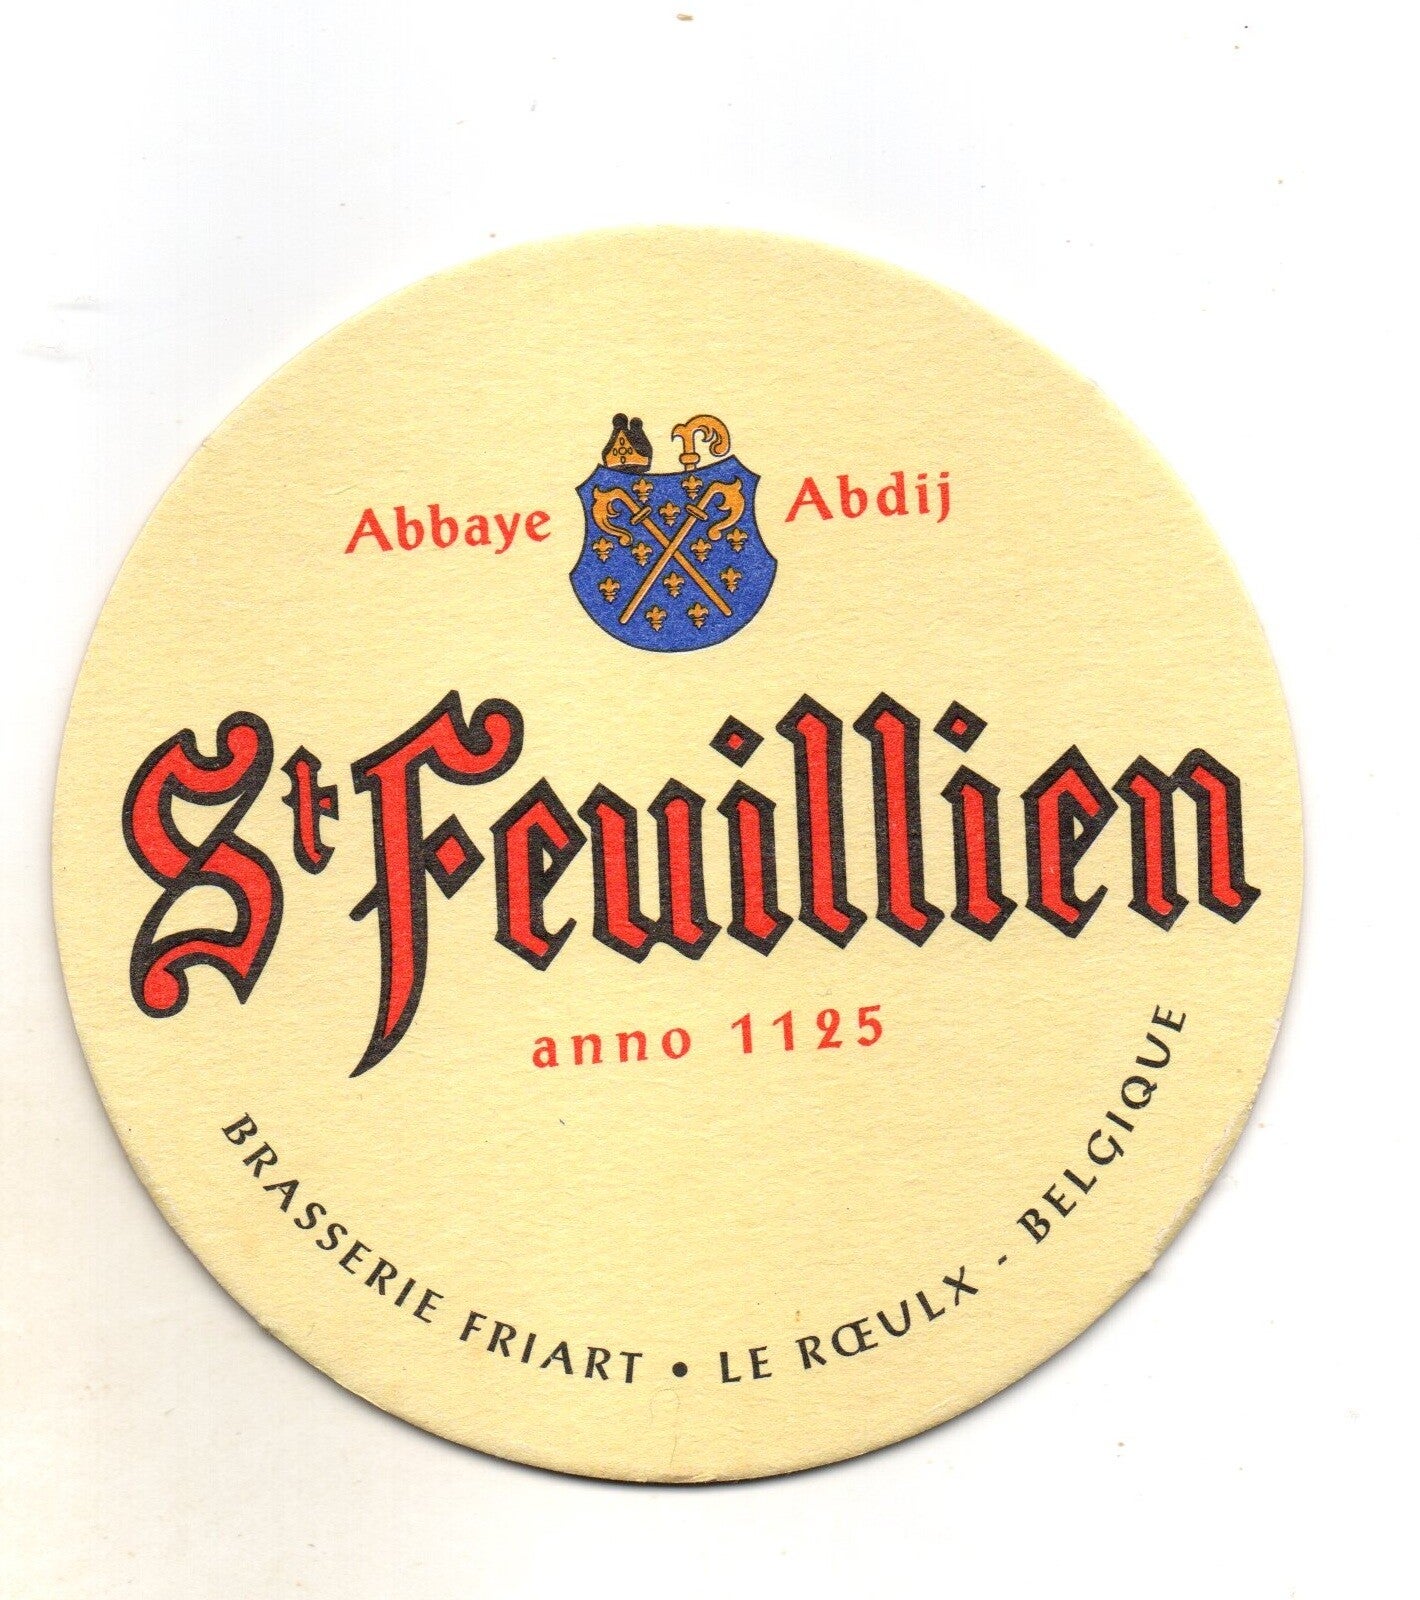 Abbaye Abdij
St Feuillien
anno 1125
BRASSERIE FRIART • LE RŒULX - BELGIQUE